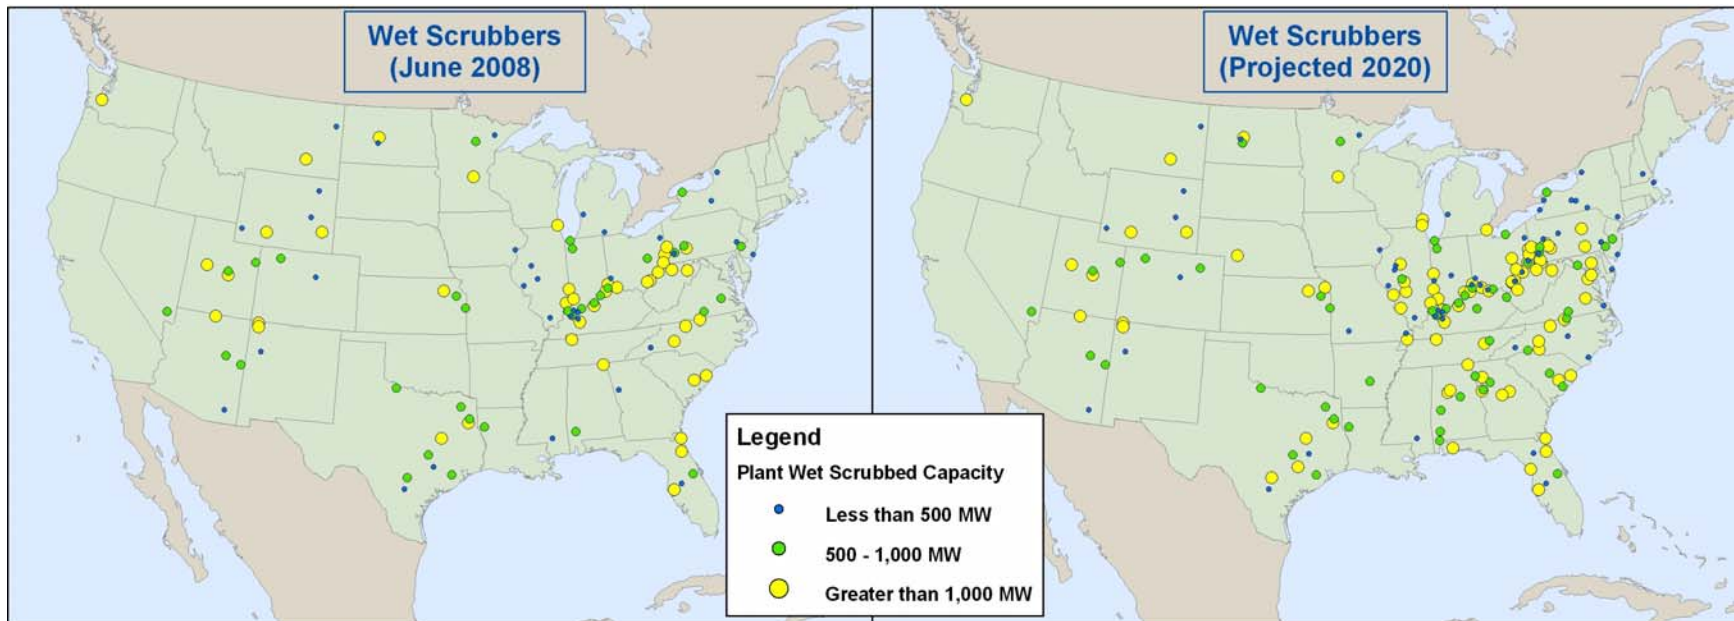 Wet Scrubbers
(June 2008)
Wet Scrubbers
(Projected 2020)
Legend
Plant Wet Scrubbed Capacity
Less than 500 MW
500 - 1,000 MW
Greater than 1,000 MW